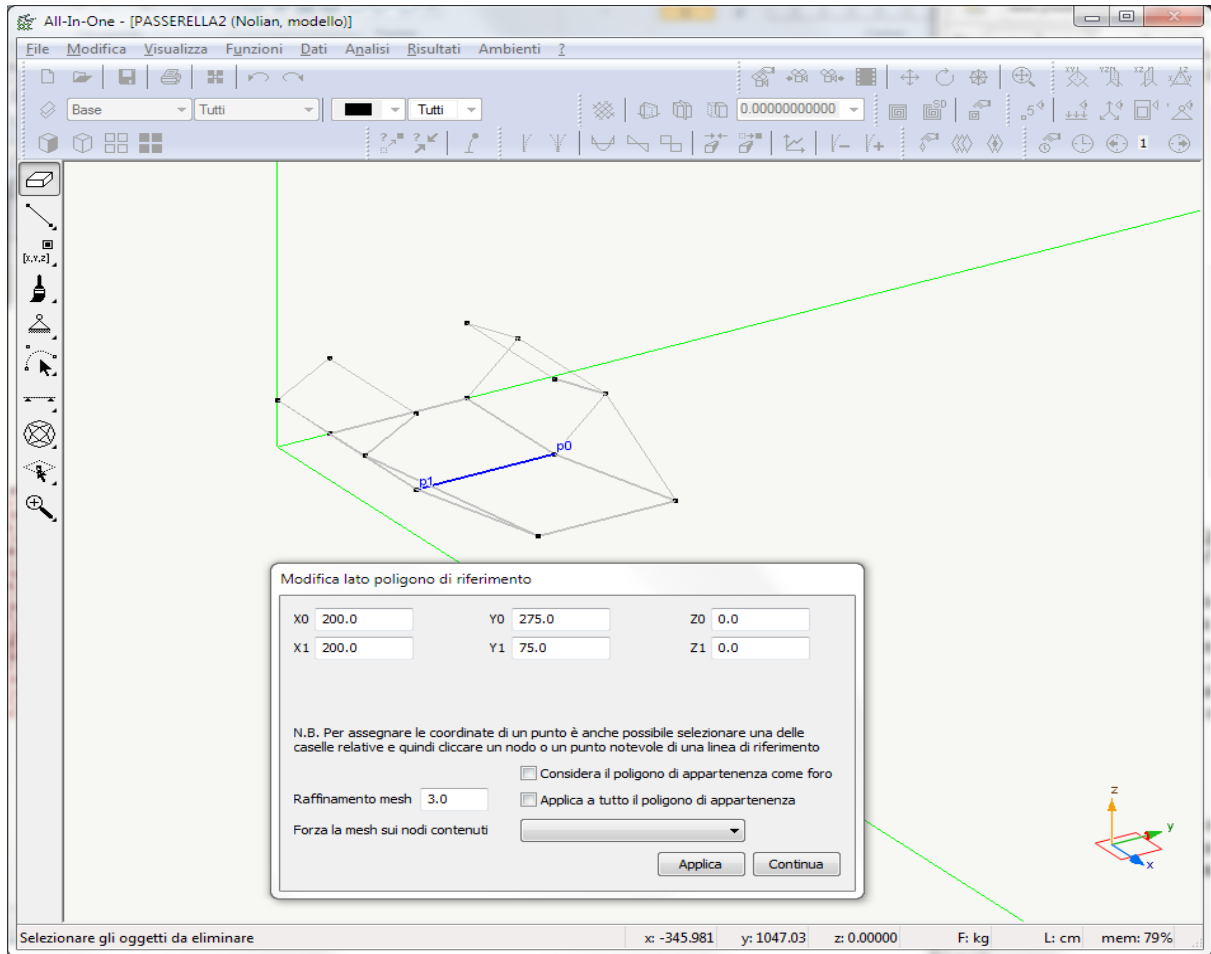 All-In-One - [PASSERELLA2 (Nolian, modello)]
File Modifica Visualizza Funzioni Dati Analisi Risultati Ambienti ?
Base Tutti Tutti 0.00000000000
1
[x,y,z]
p0
p1
Modifica lato poligono di riferimento
X0 200.0 Y0 275.0 Z0 0.0
X1 200.0 Y1 75.0 Z1 0.0
N.B. Per assegnare le coordinate di un punto è anche possibile selezionare una delle
caselle relative e quindi cliccare un nodo o un punto notevole di una linea di riferimento
Considera il poligono di appartenenza come foro
Raffinamento mesh 3.0 Applica a tutto il poligono di appartenenza
Forza la mesh sui nodi contenuti
Applica Continua
z
y
x
Selezionare gli oggetti da eliminare x: -345.981 y: 1047.03 z: 0.00000 F: kg L: cm mem: 79%